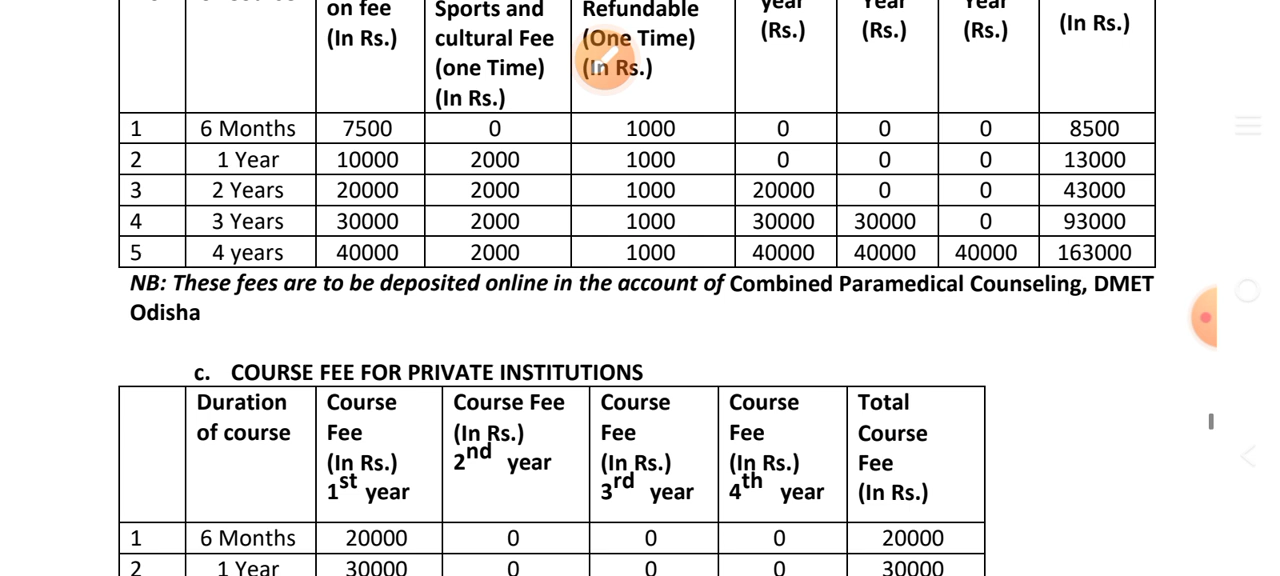 on fee Sports and Refundable year Year Year
(In Rs.) cultural Fee (One Time) (Rs.) (Rs.) (Rs.) (In Rs.)
(one Time) (In Rs.)
(In Rs.)
1 6 Months 7500 0 1000 0 0 0 8500
2 1 Year 10000 2000 1000 0 0 0 13000
3 2 Years 20000 2000 1000 20000 0 0 43000
4 3 Years 30000 2000 1000 30000 30000 0 93000
5 4 years 40000 2000 1000 40000 40000 40000 163000
NB: These fees are to be deposited online in the account of Combined Paramedical Counseling, DMET
Odisha
c. COURSE FEE FOR PRIVATE INSTITUTIONS
Duration Course Course Fee Course Course Total
of course Fee (In Rs.) Fee Fee Course
(In Rs.) 2nd year (In Rs.) (In Rs.) Fee
1st year 3rd year 4th year (In Rs.)
1 6 Months 20000 0 0 0 20000
2 1 Year 30000 0 0 0 30000